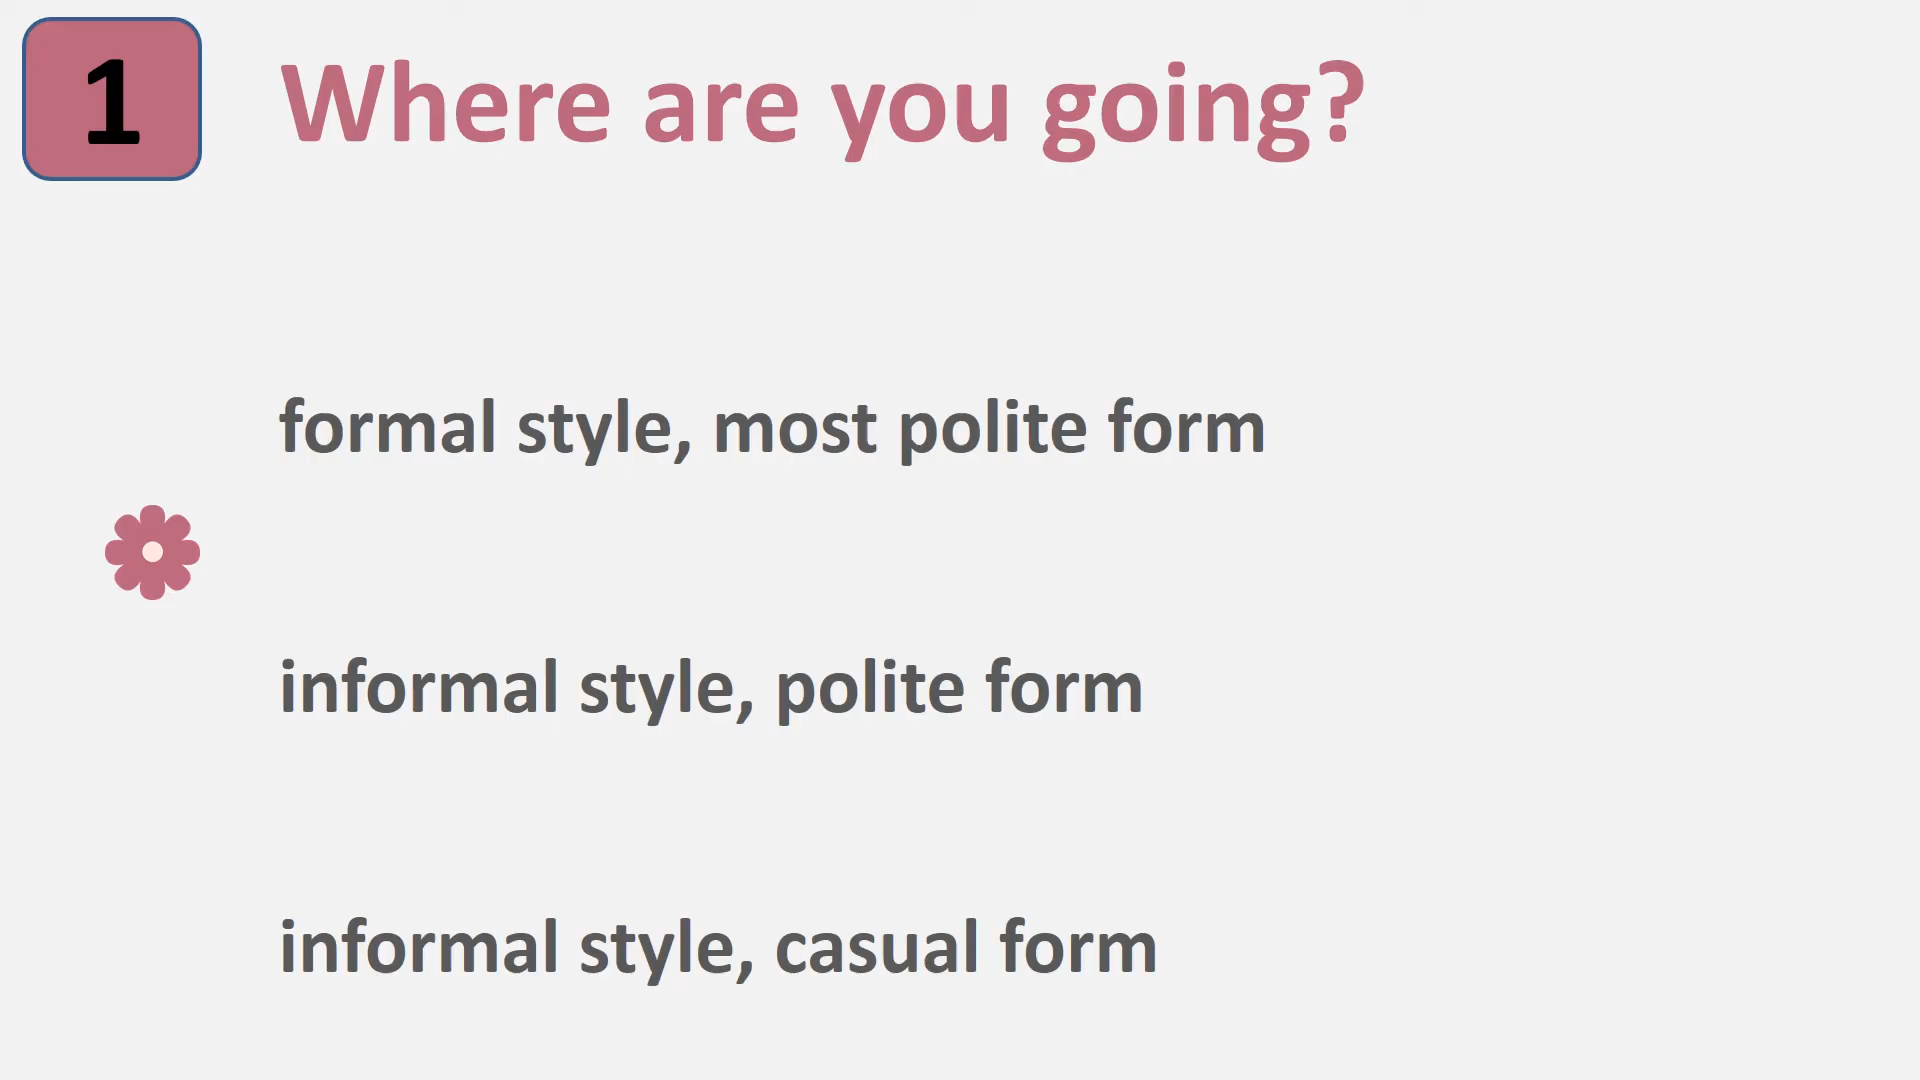 1
Where are you going?
formal style, most polite form
informal style, polite form
informal style, casual form